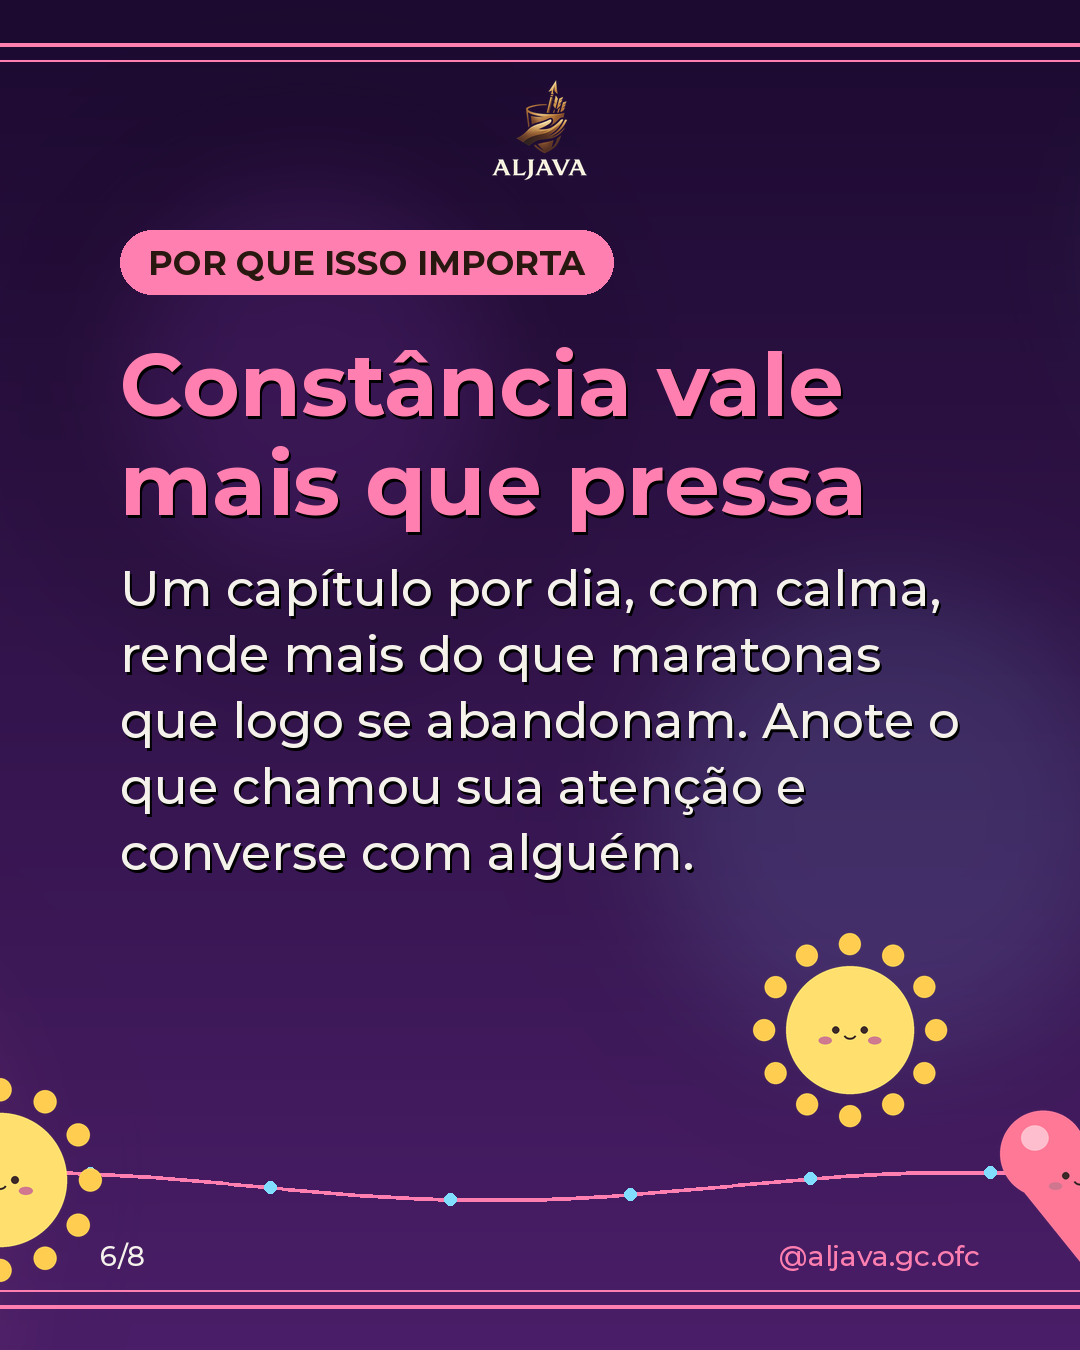 ALJAVA
POR QUE ISSO IMPORTA
Constância vale
mais que pressa
Um capítulo por dia, com calma,
rende mais do que maratonas
que logo se abandonam. Anote o
que chamou sua atenção e
converse com alguém.
6/8
@aljava.gc.ofc